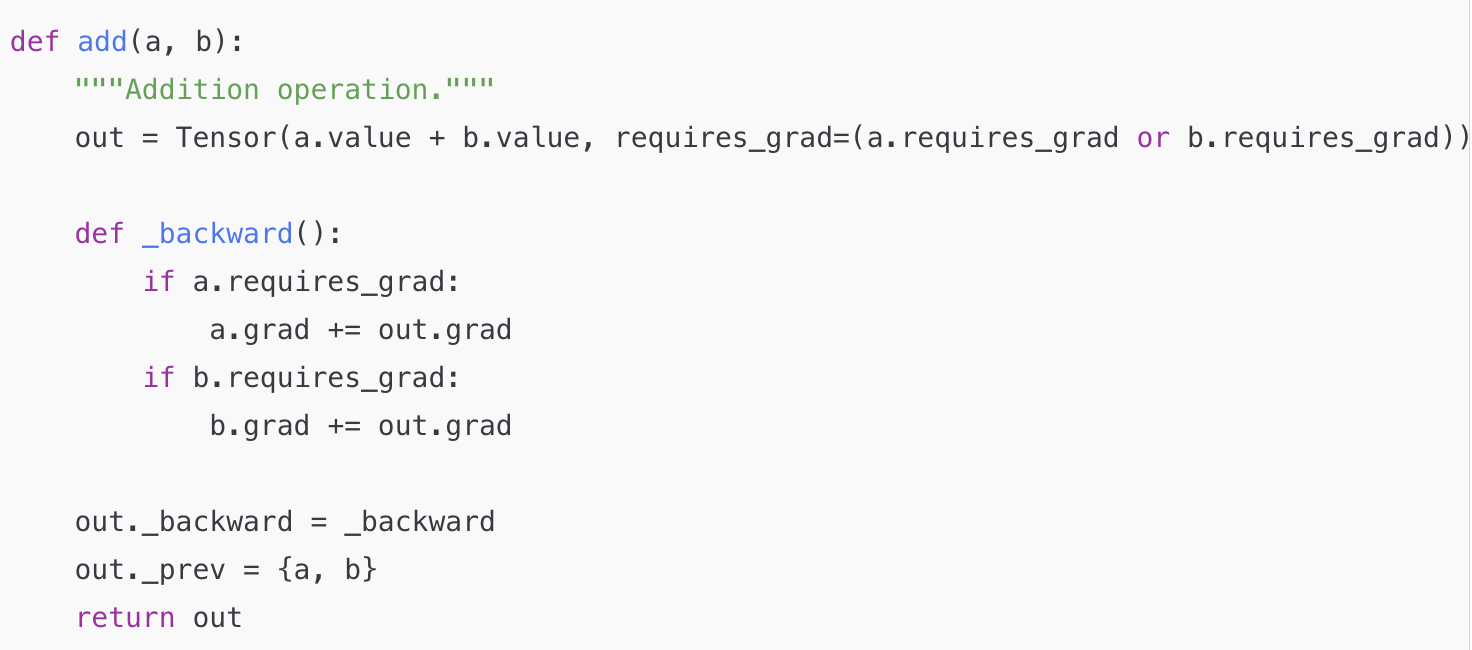 def add(a, b):
    """Addition operation."""
    out = Tensor(a.value + b.value, requires_grad=(a.requires_grad or b.requires_grad))
    def _backward():
        if a.requires_grad:
            a.grad += out.grad
        if b.requires_grad:
            b.grad += out.grad
    out._backward = _backward
    out._prev = {a, b}
    return out